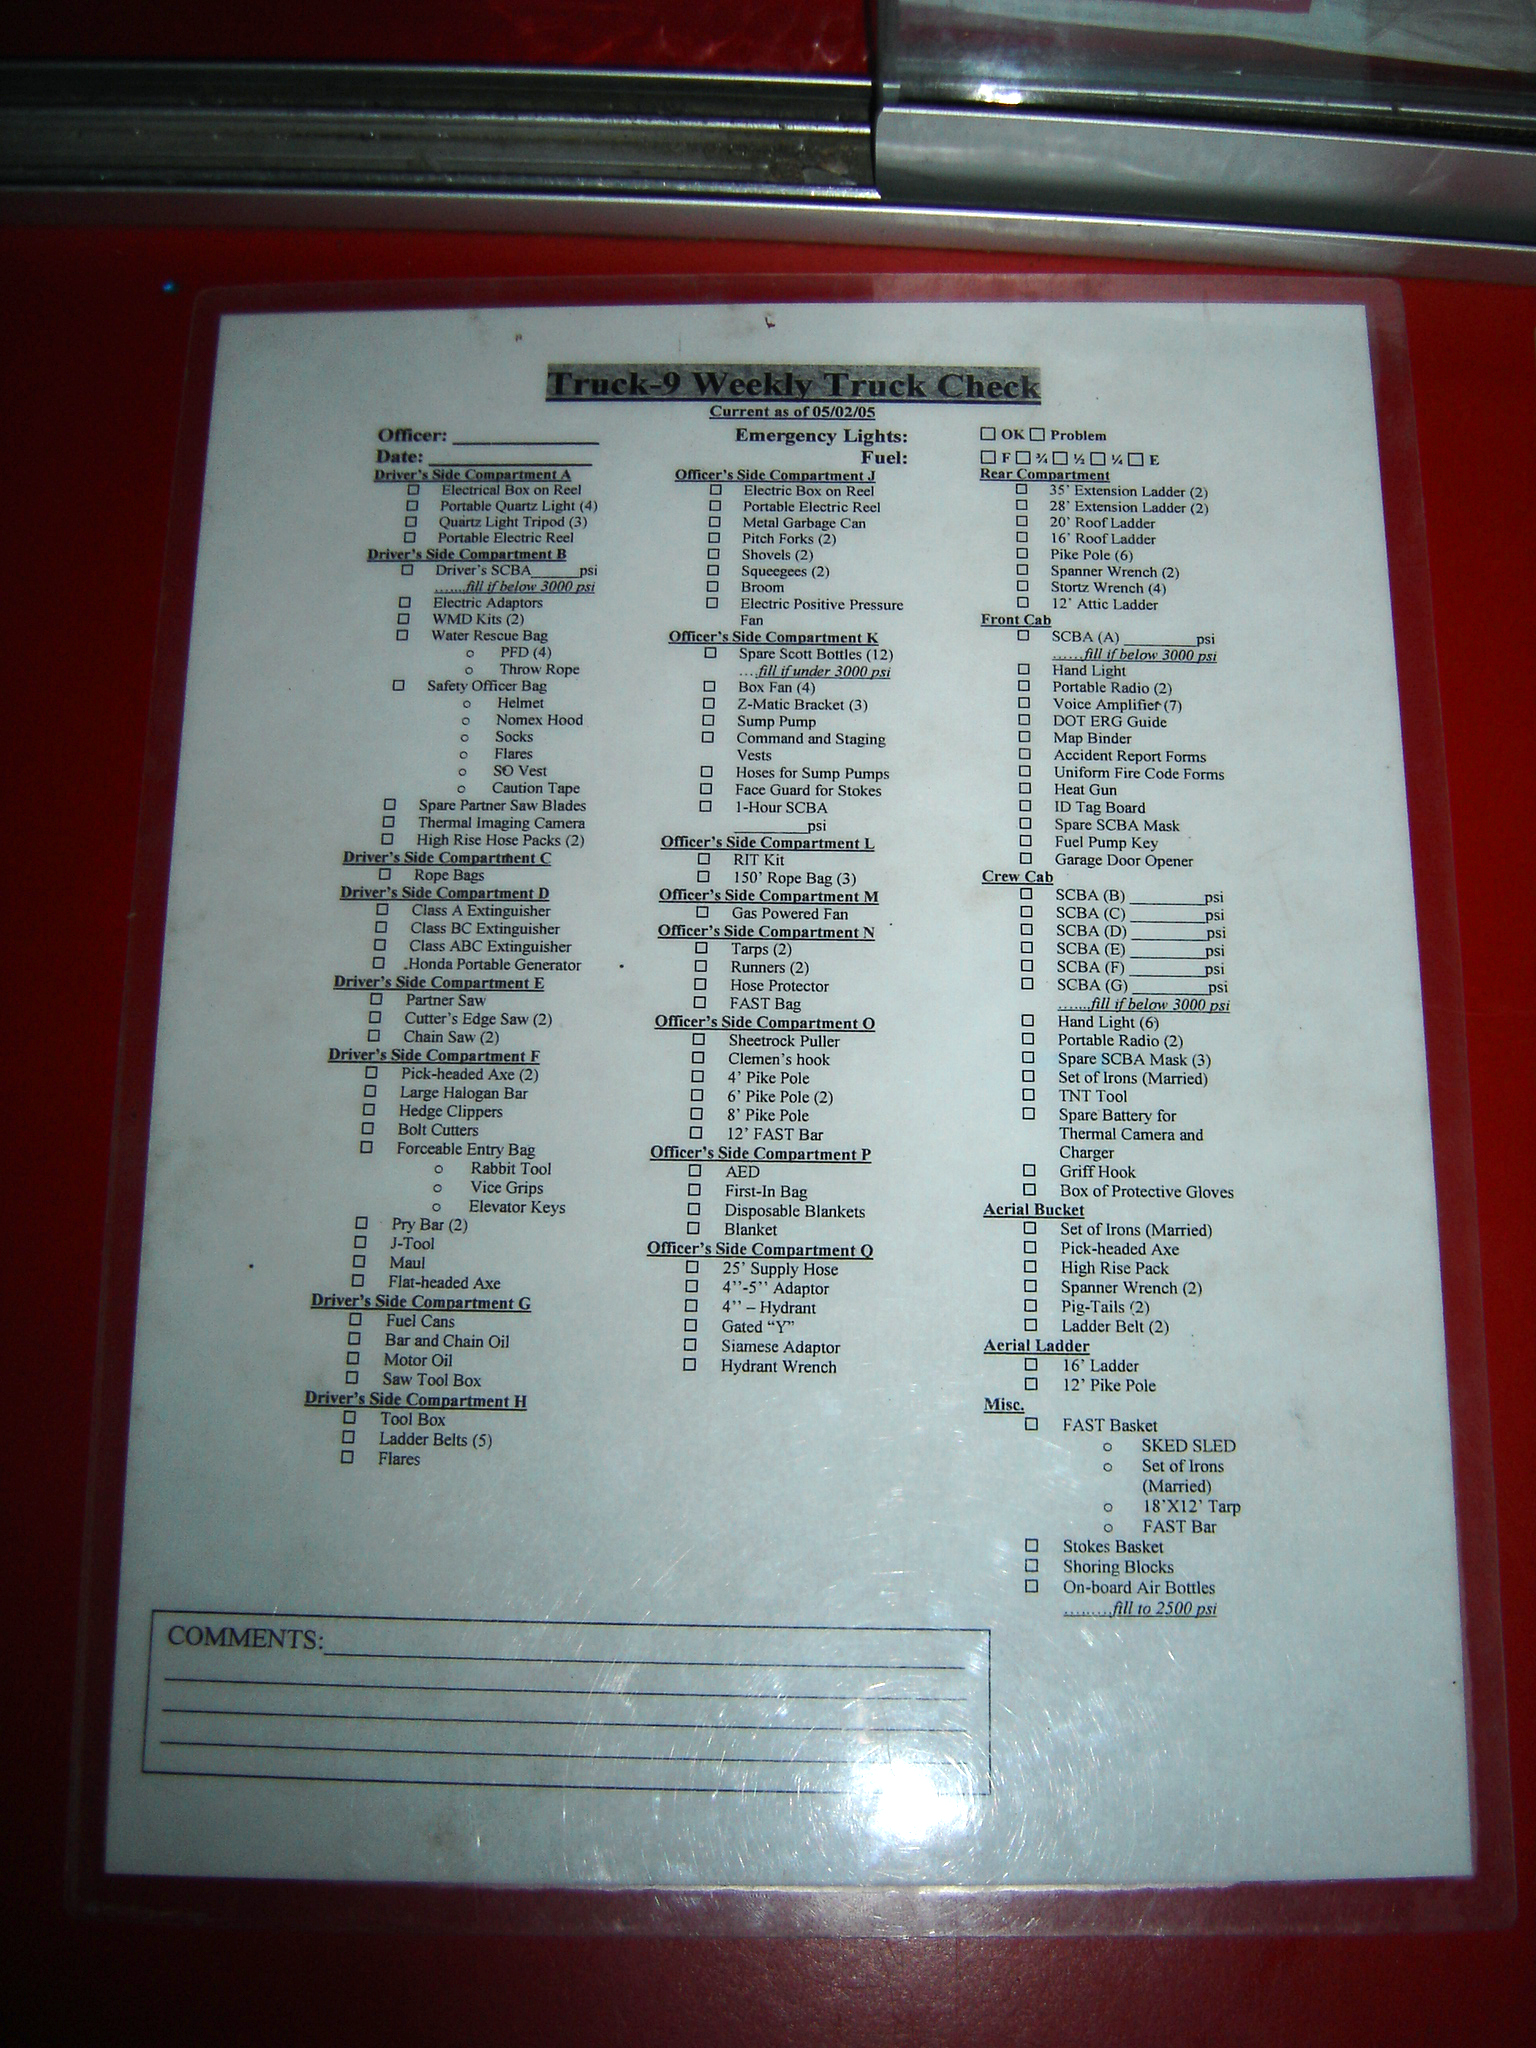 Truck-9 Weekly Truck Check
Current as of 05/02/05
Officer: ____________
Date: ____________
Emergency Lights: □ OK □ Problem
Fuel: □ F □ ¾ □ ½ □ ¼ □ E
Driver's Side Compartment A
□ Electrical Box on Reel
□ Portable Quartz Light (4)
□ Quartz Light Tripod (3)
□ Portable Electric Reel
Driver's Side Compartment B
□ Driver's SCBA______psi
.......fill if below 3000 psi
□ Electric Adaptors
□ WMD Kits (2)
□ Water Rescue Bag
o PFD (4)
o Throw Rope
□ Safety Officer Bag
o Helmet
o Nomex Hood
o Socks
o Flares
o SO Vest
o Caution Tape
□ Spare Partner Saw Blades
□ Thermal Imaging Camera
□ High Rise Hose Packs (2)
Driver's Side Compartment C
□ Rope Bags
Driver's Side Compartment D
□ Class A Extinguisher
□ Class BC Extinguisher
□ Class ABC Extinguisher
□ Honda Portable Generator
Driver's Side Compartment E
□ Partner Saw
□ Cutter's Edge Saw (2)
□ Chain Saw (2)
Driver's Side Compartment F
□ Pick-headed Axe (2)
□ Large Halogan Bar
□ Hedge Clippers
□ Bolt Cutters
□ Forceable Entry Bag
o Rabbit Tool
o Vice Grips
o Elevator Keys
□ Pry Bar (2)
□ J-Tool
□ Maul
□ Flat-headed Axe
Driver's Side Compartment G
□ Fuel Cans
□ Bar and Chain Oil
□ Motor Oil
□ Saw Tool Box
Driver's Side Compartment H
□ Tool Box
□ Ladder Belts (5)
□ Flares
Officer's Side Compartment J
□ Electric Box on Reel
□ Portable Electric Reel
□ Metal Garbage Can
□ Pitch Forks (2)
□ Shovels (2)
□ Squeegees (2)
□ Broom
□ Electric Positive Pressure
Fan
Officer's Side Compartment K
□ Spare Scott Bottles (12)
....fill if under 3000 psi
□ Box Fan (4)
□ Z-Matic Bracket (3)
□ Sump Pump
□ Command and Staging
Vests
□ Hoses for Sump Pumps
□ Face Guard for Stokes
□ 1-Hour SCBA
________psi
Officer's Side Compartment L
□ RIT Kit
□ 150' Rope Bag (3)
Officer's Side Compartment M
□ Gas Powered Fan
Officer's Side Compartment N
□ Tarps (2)
□ Runners (2)
□ Hose Protector
□ FAST Bag
Officer's Side Compartment O
□ Sheetrock Puller
□ Clemen's hook
□ 4' Pike Pole
□ 6' Pike Pole (2)
□ 8' Pike Pole
□ 12' FAST Bar
Officer's Side Compartment P
□ AED
□ First-In Bag
□ Disposable Blankets
□ Blanket
Officer's Side Compartment Q
□ 25' Supply Hose
□ 4''-5'' Adaptor
□ 4'' – Hydrant
□ Gated “Y”
□ Siamese Adaptor
□ Hydrant Wrench
Rear Compartment
□ 35' Extension Ladder (2)
□ 28' Extension Ladder (2)
□ 20' Roof Ladder
□ 16' Roof Ladder
□ Pike Pole (6)
□ Spanner Wrench (2)
□ Stortz Wrench (4)
□ 12' Attic Ladder
Front Cab
□ SCBA (A) ________psi
......fill if below 3000 psi
□ Hand Light
□ Portable Radio (2)
□ Voice Amplifier (7)
□ DOT ERG Guide
□ Map Binder
□ Accident Report Forms
□ Uniform Fire Code Forms
□ Heat Gun
□ ID Tag Board
□ Spare SCBA Mask
□ Fuel Pump Key
□ Garage Door Opener
Crew Cab
□ SCBA (B) ________psi
□ SCBA (C) ________psi
□ SCBA (D) ________psi
□ SCBA (E) ________psi
□ SCBA (F) ________psi
□ SCBA (G) ________psi
.......fill if below 3000 psi
□ Hand Light (6)
□ Portable Radio (2)
□ Spare SCBA Mask (3)
□ Set of Irons (Married)
□ TNT Tool
□ Spare Battery for
Thermal Camera and
Charger
□ Griff Hook
□ Box of Protective Gloves
Aerial Bucket
□ Set of Irons (Married)
□ Pick-headed Axe
□ High Rise Pack
□ Spanner Wrench (2)
□ Pig-Tails (2)
□ Ladder Belt (2)
Aerial Ladder
□ 16' Ladder
□ 12' Pike Pole
Misc.
□ FAST Basket
o SKED SLED
o Set of Irons
(Married)
o 18'X12' Tarp
o FAST Bar
□ Stokes Basket
□ Shoring Blocks
□ On-board Air Bottles
.........fill to 2500 psi
COMMENTS: